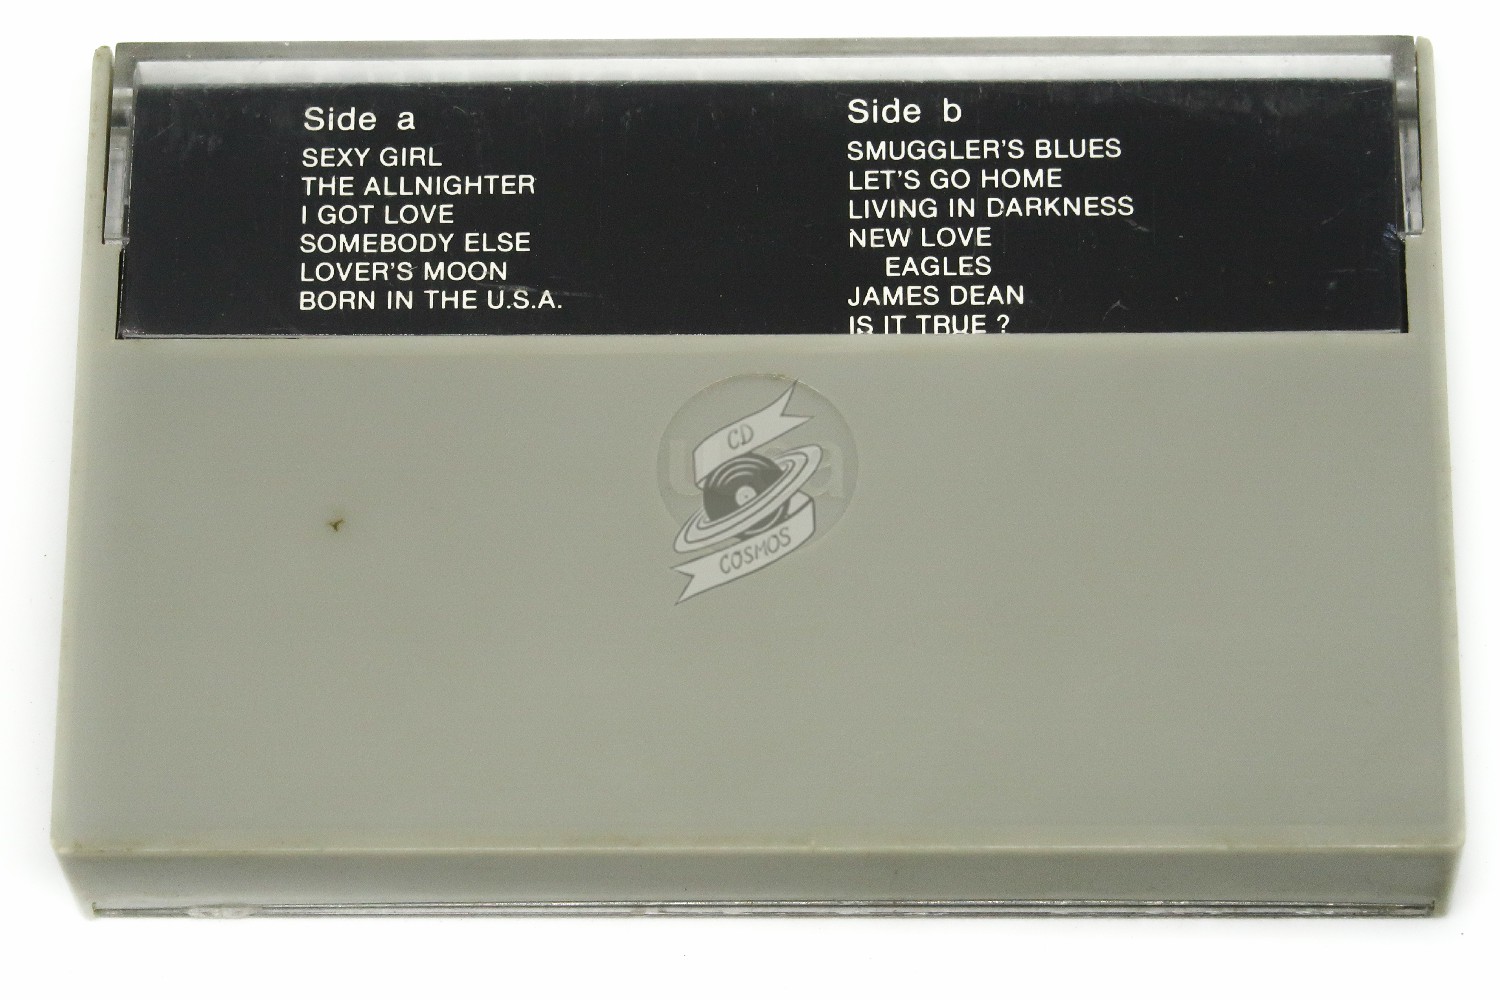 Side a
SEXY GIRL
THE ALLNIGHTER
I GOT LOVE
SOMEBODY ELSE
LOVER'S MOON
BORN IN THE U.S.A.
Side b
SMUGGLER'S BLUES
LET'S GO HOME
LIVING IN DARKNESS
NEW LOVE
EAGLES
JAMES DEAN
IS IT TRUE ?
CD
COSMOS